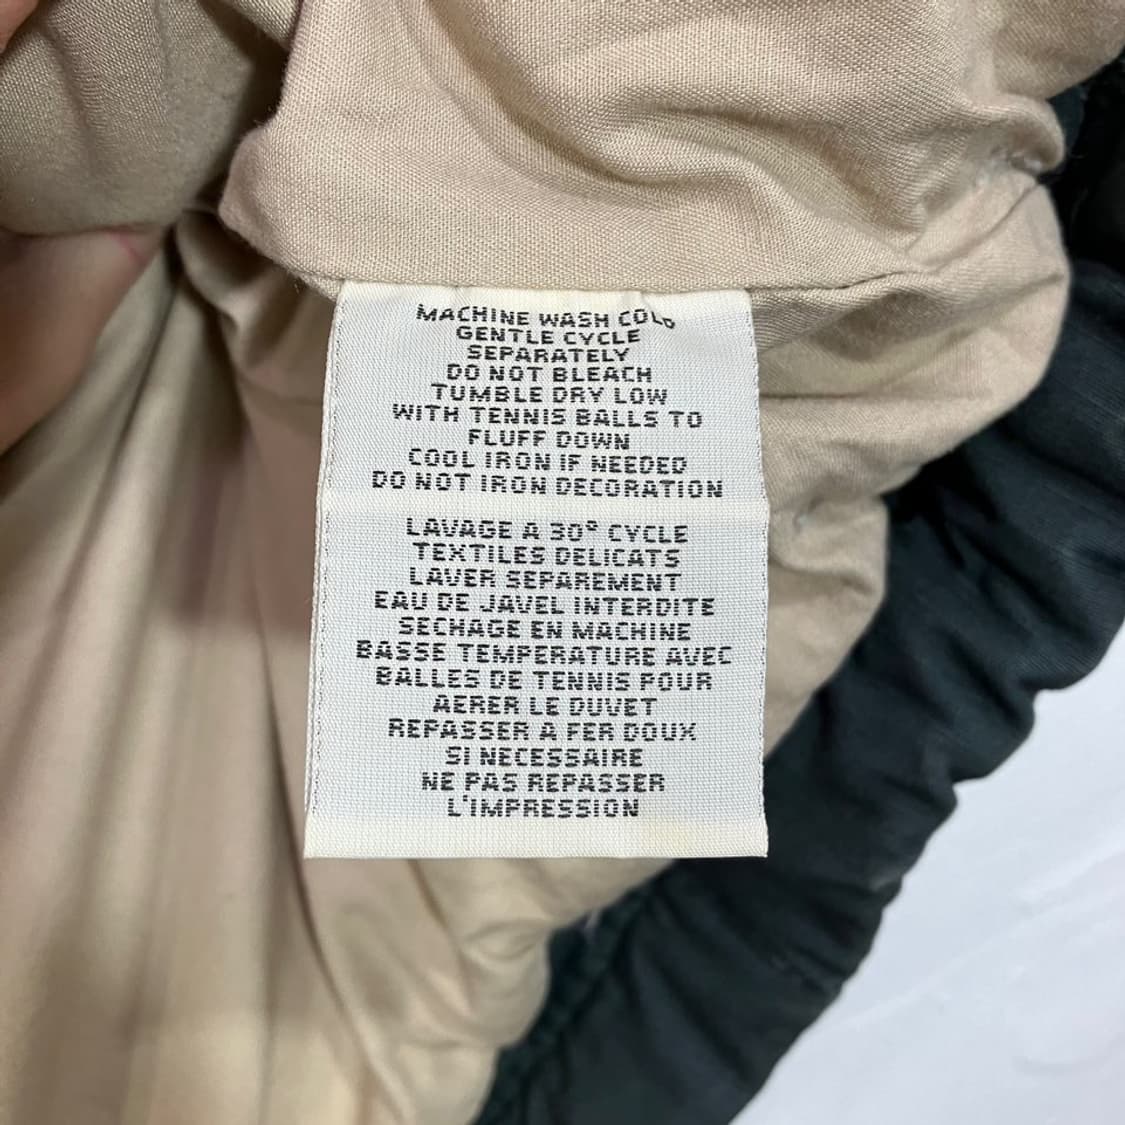 MACHINE WASH COLD
GENTLE CYCLE
SEPARATELY
DO NOT BLEACH
TUMBLE DRY LOW
WITH TENNIS BALLS TO
FLUFF DOWN
COOL IRON IF NEEDED
DO NOT IRON DECORATION
LAVAGE A 30° CYCLE
TEXTILES DELICATS
LAVER SEPAREMENT
EAU DE JAVEL INTERDITE
SECHAGE EN MACHINE
BASSE TEMPERATURE AVEC
BALLES DE TENNIS POUR
AERER LE DUVET
REPASSER A FER DOUX
SI NECESSAIRE
NE PAS REPASSER
L'IMPRESSION